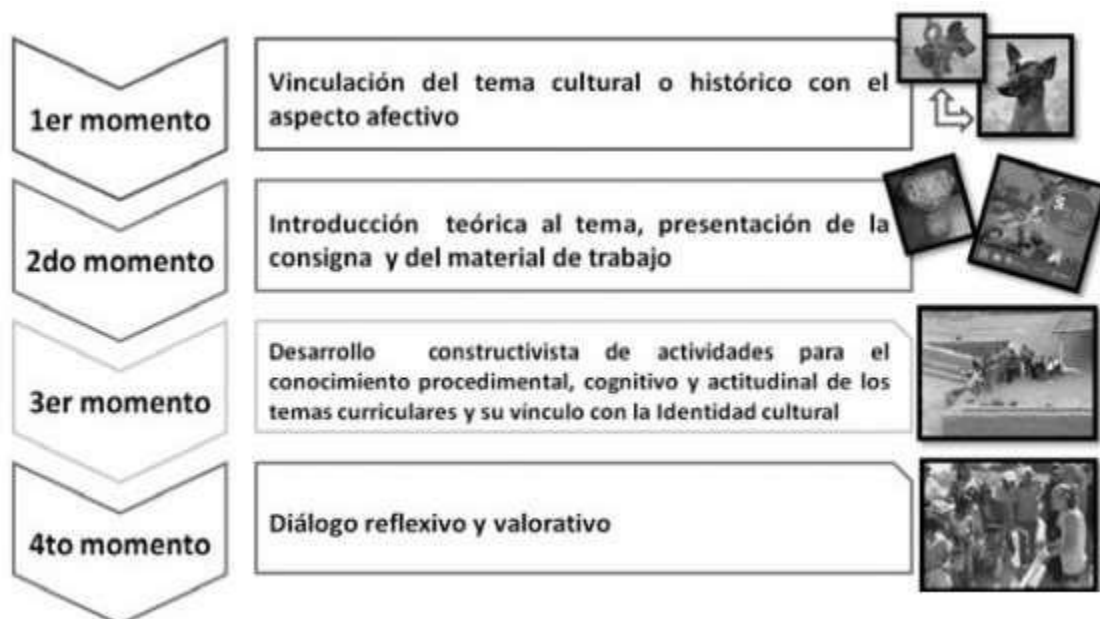 1er momento
Vinculación del tema cultural o histórico con el
aspecto afectivo
2do momento
Introducción teórica al tema, presentación de la
consigna y del material de trabajo
3er momento
Desarrollo constructivista de actividades para el
conocimiento procedimental, cognitivo y actitudinal de los
temas curriculares y su vinculo con la Identidad cultural
4to momento
Diálogo reflexivo y valorativo